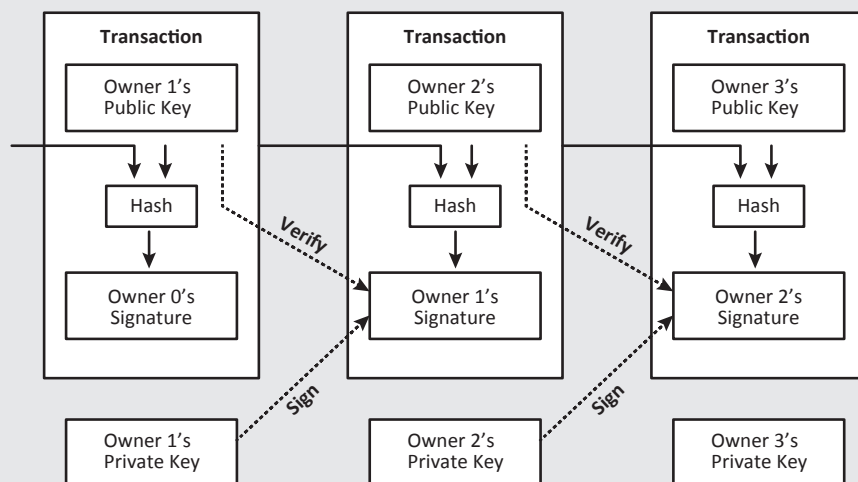 Transaction
Owner 1's
Public Key
Hash
Owner 0's
Signature
Transaction
Owner 2's
Public Key
Hash
Owner 1's
Signature
Transaction
Owner 3's
Public Key
Hash
Owner 2's
Signature
Verify
Verify
Sign
Sign
Owner 1's
Private Key
Owner 2's
Private Key
Owner 3's
Private Key